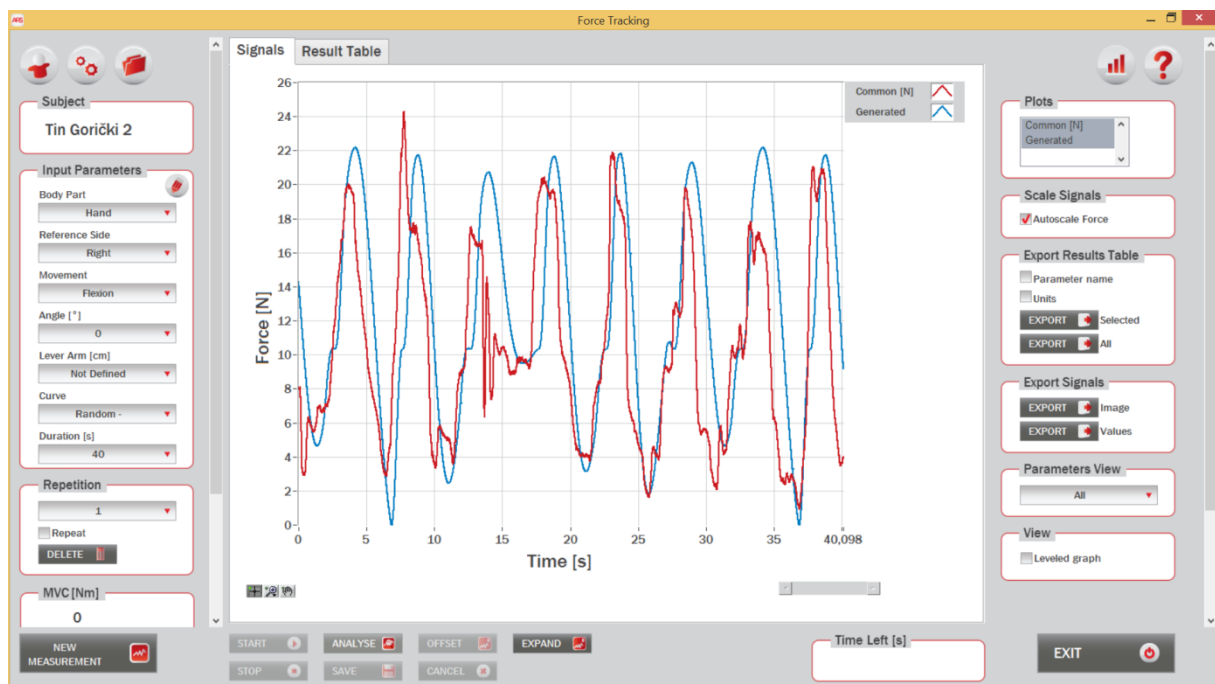 ARS
Force Tracking
Subject
Tin Gorički 2
Input Parameters
Body Part
Hand
Reference Side
Right
Movement
Flexion
Angle [°]
0
Lever Arm [cm]
Not Defined
Curve
Random -
Duration [s]
40
Repetition
1
Repeat
DELETE
MVC [Nm]
0
NEW
MEASUREMENT
Signals
Result Table
Common [N]
Generated
26
24
22
20
18
16
14
12
10
8
6
4
2
0
Force [N]
0
5
10
15
20
25
30
35
40,098
Time [s]
START
ANALYSE
OFFSET
EXPAND
STOP
SAVE
CANCEL
Time Left [s]
Plots
Common [N]
Generated
Scale Signals
Autoscale Force
Export Results Table
Parameter name
Units
EXPORT Selected
EXPORT All
Export Signals
EXPORT Image
EXPORT Values
Parameters View
All
View
Leveled graph
EXIT